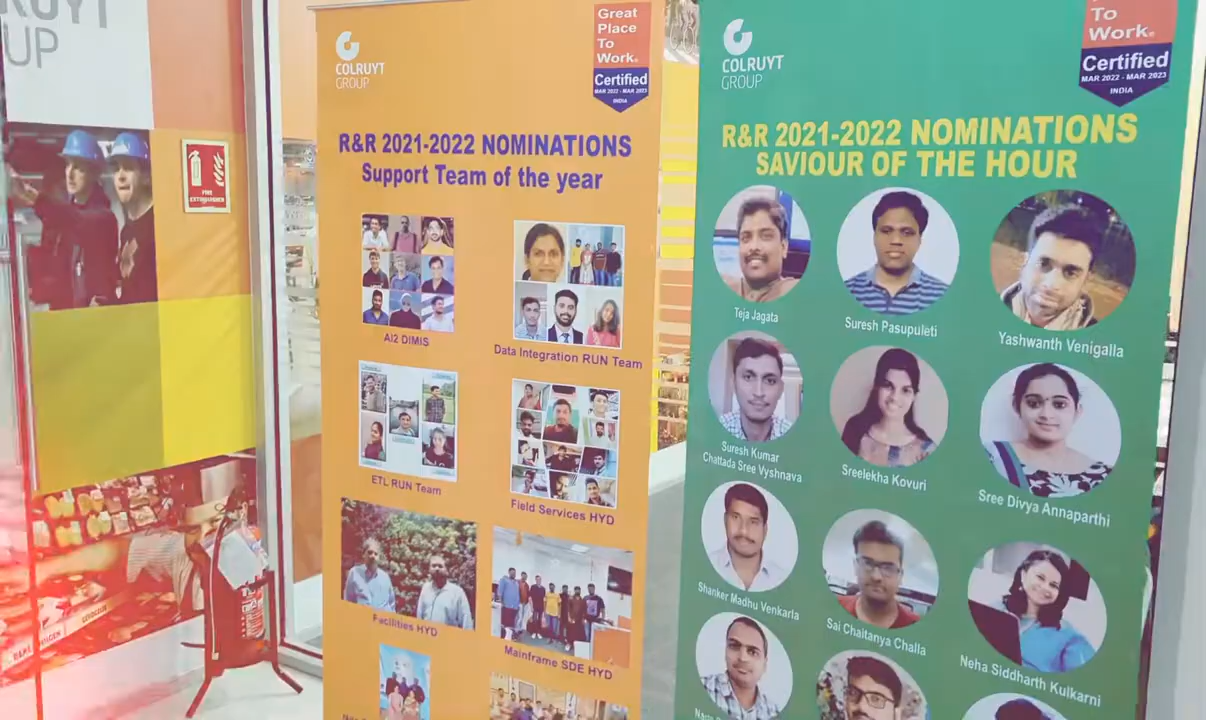 GROUP
FIRE
EXTINGUISHER
COLRUYT
GROUP
Great
Place
To
Work.
Certified
MAR 2022 - MAR 2023
INDIA
R&R 2021-2022 NOMINATIONS
Support Team of the year
AI2 DIMIS
Data Integration RUN Team
ETL RUN Team
Field Services HYD
Facilities HYD
Mainframe SDE HYD
COLRUYT
GROUP
To
Work.
Certified
MAR 2022 - MAR 2023
INDIA
R&R 2021-2022 NOMINATIONS
SAVIOUR OF THE HOUR
Teja Jagata
Suresh Pasupuleti
Yashwanth Venigalla
Suresh Kumar
Chattada Sree Vyshnava
Sreelekha Kovuri
Sree Divya Annaparthi
Shanker Madhu Venkarla
Sai Chaitanya Challa
Neha Siddharth Kulkarni